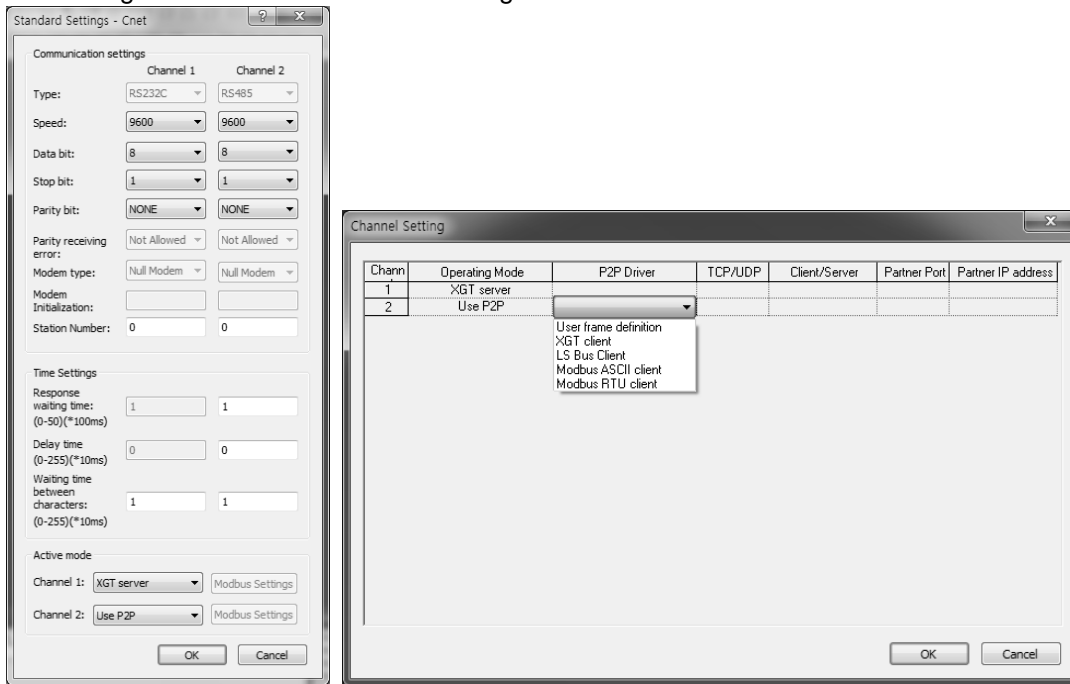 Standard Settings - Cnet
Communication settings
Channel 1 Channel 2
Type: RS232C RS485
Speed: 9600 9600
Data bit: 8 8
Stop bit: 1 1
Parity bit: NONE NONE
Parity receiving error: Not Allowed Not Allowed
Modem type: Null Modem Null Modem
Modem Initialization:
Station Number: 0 0
Time Settings
Response
waiting time: 1 1
(0-50)(*100ms)
Delay time 0 0
(0-255)(*10ms)
Waiting time
between
characters: 1 1
(0-255)(*10ms)
Active mode
Channel 1: XGT server Modbus Settings
Channel 2: Use P2P Modbus Settings
OK Cancel
Channel Setting
Chann Operating Mode P2P Driver TCP/UDP Client/Server Partner Port Partner IP address
1 XGT server
2 Use P2P
User frame definition
XGT client
LS Bus Client
Modbus ASCII client
Modbus RTU client
OK Cancel